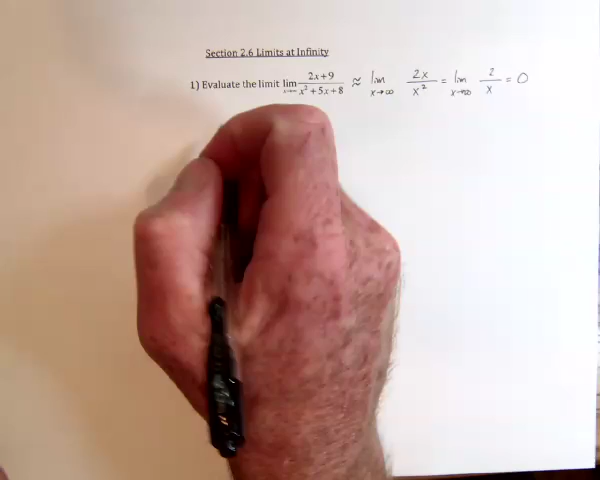 Section 2.6 Limits at Infinity
1) Evaluate the limit lim x→∞ (2x+9)/(x²+5x+8) ≈ lim x→∞ 2x/x² = lim x→∞ 2/x = 0